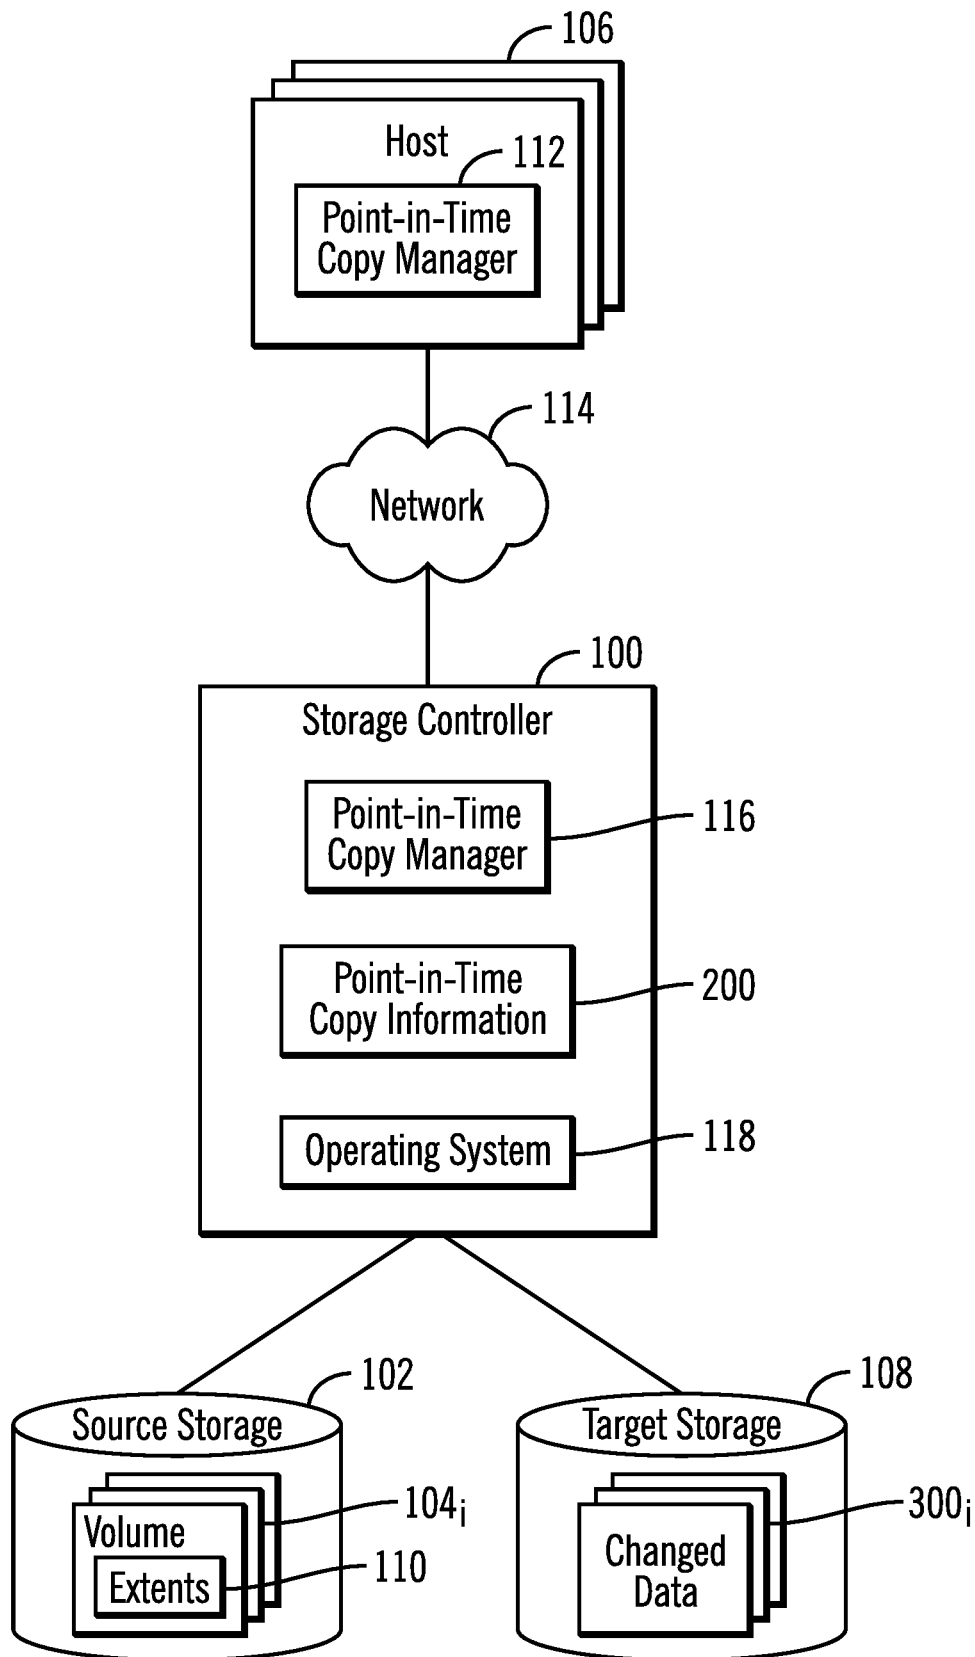 106
Host
112
Point-in-Time
Copy Manager
114
Network
100
Storage Controller
Point-in-Time
Copy Manager
116
Point-in-Time
Copy Information
200
Operating System
118
102
Source Storage
104i
Volume
Extents
110
108
Target Storage
300i
Changed
Data